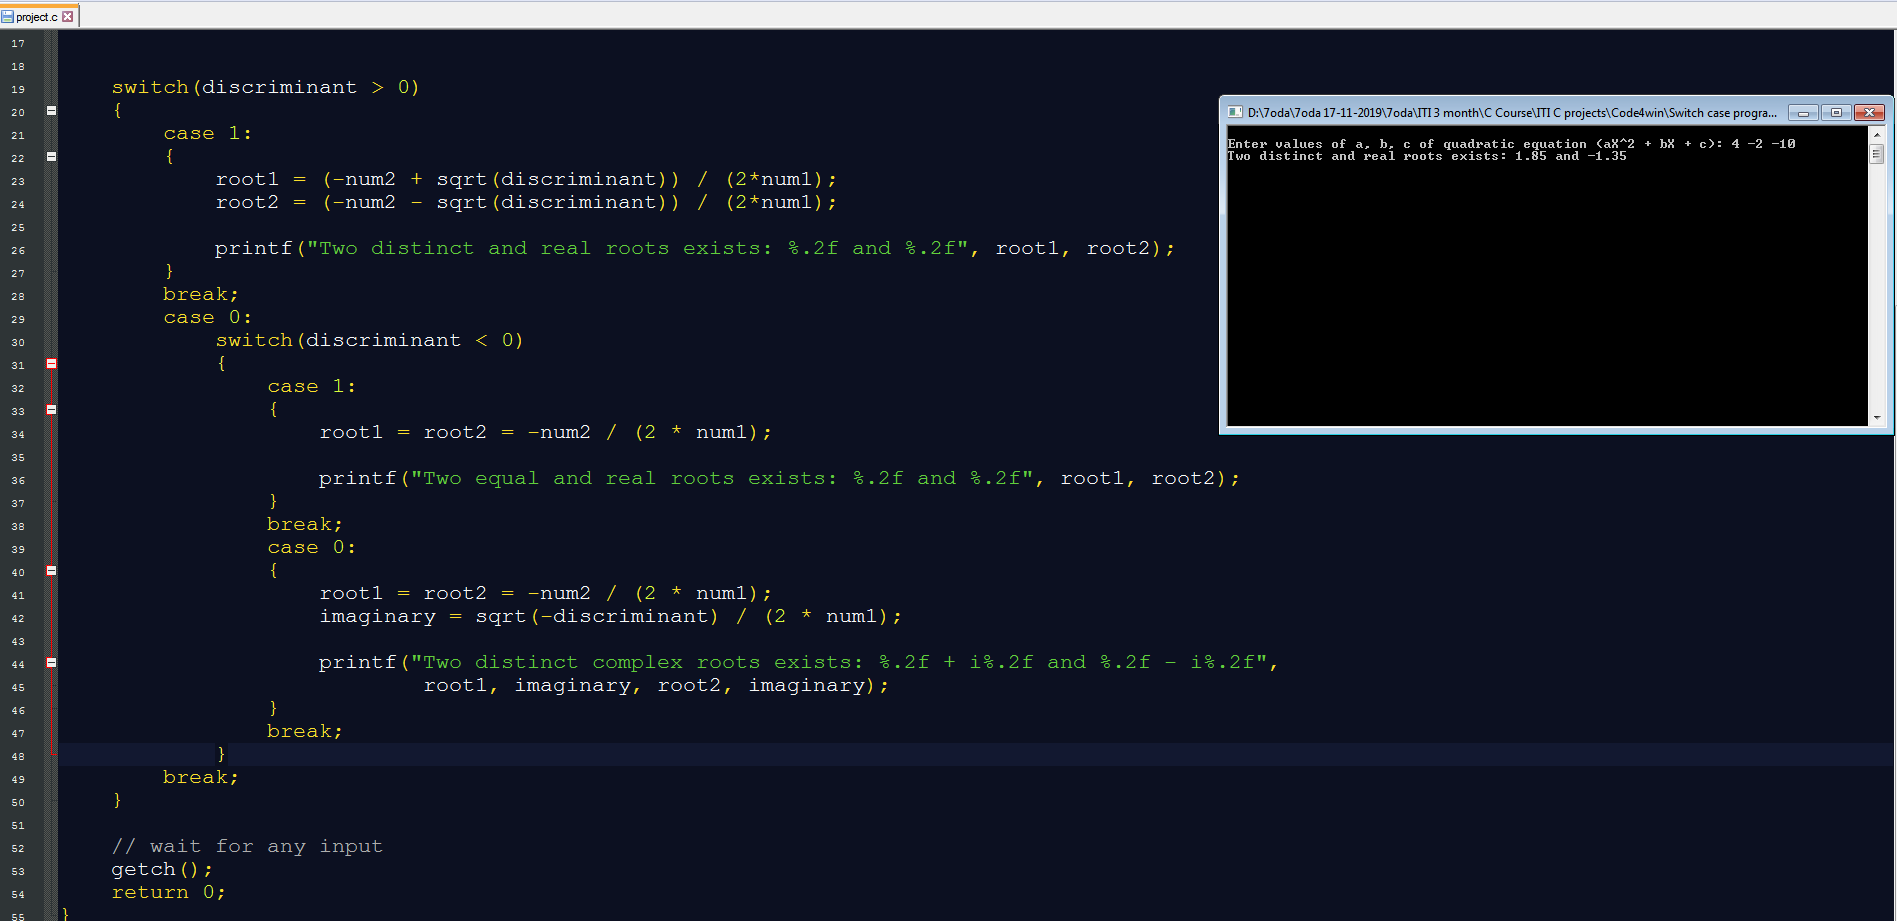 project.c
17
18
19 switch(discriminant > 0)
20 {
21 case 1:
22 {
23 root1 = (-num2 + sqrt(discriminant)) / (2*num1);
24 root2 = (-num2 - sqrt(discriminant)) / (2*num1);
25
26 printf("Two distinct and real roots exists: %.2f and %.2f", root1, root2);
27 }
28 break;
29 case 0:
30 switch(discriminant < 0)
31 {
32 case 1:
33 {
34 root1 = root2 = -num2 / (2 * num1);
35
36 printf("Two equal and real roots exists: %.2f and %.2f", root1, root2);
37 }
38 break;
39 case 0:
40 {
41 root1 = root2 = -num2 / (2 * num1);
42 imaginary = sqrt(-discriminant) / (2 * num1);
43
44 printf("Two distinct complex roots exists: %.2f + i%.2f and %.2f - i%.2f",
45 root1, imaginary, root2, imaginary);
46 }
47 break;
48 }
49 break;
50 }
51
52 // wait for any input
53 getch();
54 return 0;
55 }
D:\7oda\7oda 17-11-2019\7oda\ITI 3 month\C Course\ITI C projects\Code4win\Switch case progra...
Enter values of a, b, c of quadratic equation (aX^2 + bX + c): 4 -2 -10
Two distinct and real roots exists: 1.85 and -1.35